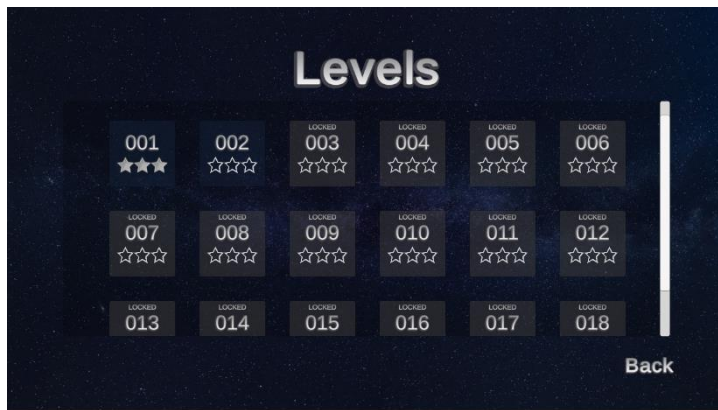 Levels
LOCKED LOCKED LOCKED LOCKED
001 002 003 004 005 006
LOCKED LOCKED LOCKED LOCKED LOCKED LOCKED
007 008 009 010 011 012
LOCKED LOCKED LOCKED LOCKED LOCKED LOCKED
013 014 015 016 017 018
Back